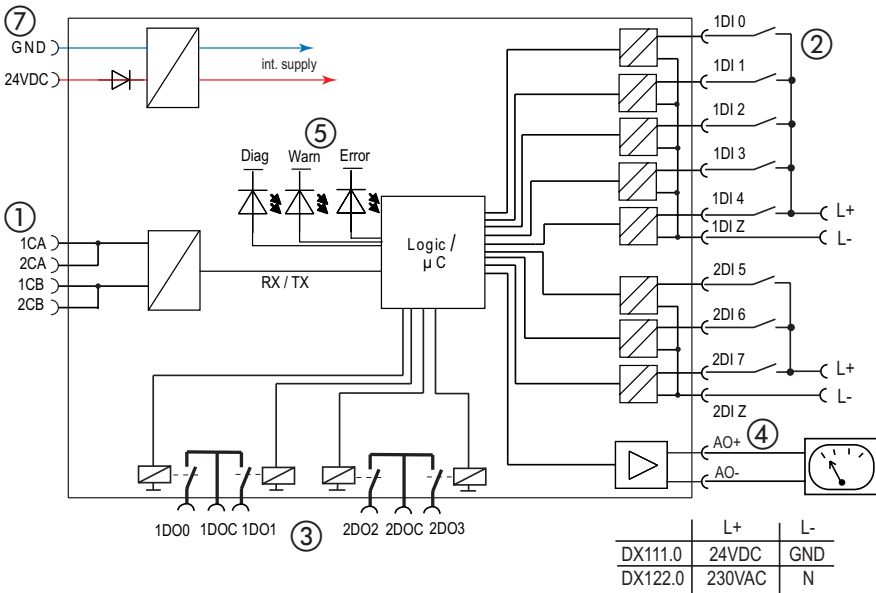 ⑦
GND
24VDC
int. supply
⑤
Diag Warn Error
①
1CA
2CA
1CB
2CB
RX / TX
Logic /
µ C
1DI 0
②
1DI 1
1DI 2
1DI 3
1DI 4
L+
1DI Z
L-
2DI 5
2DI 6
2DI 7
L+
L-
2DI Z
AO+
④
AO-
1DO0 1DOC 1DO1
③
2DO2 2DOC 2DO3
L+ L-
DX111.0 24VDC GND
DX122.0 230VAC N